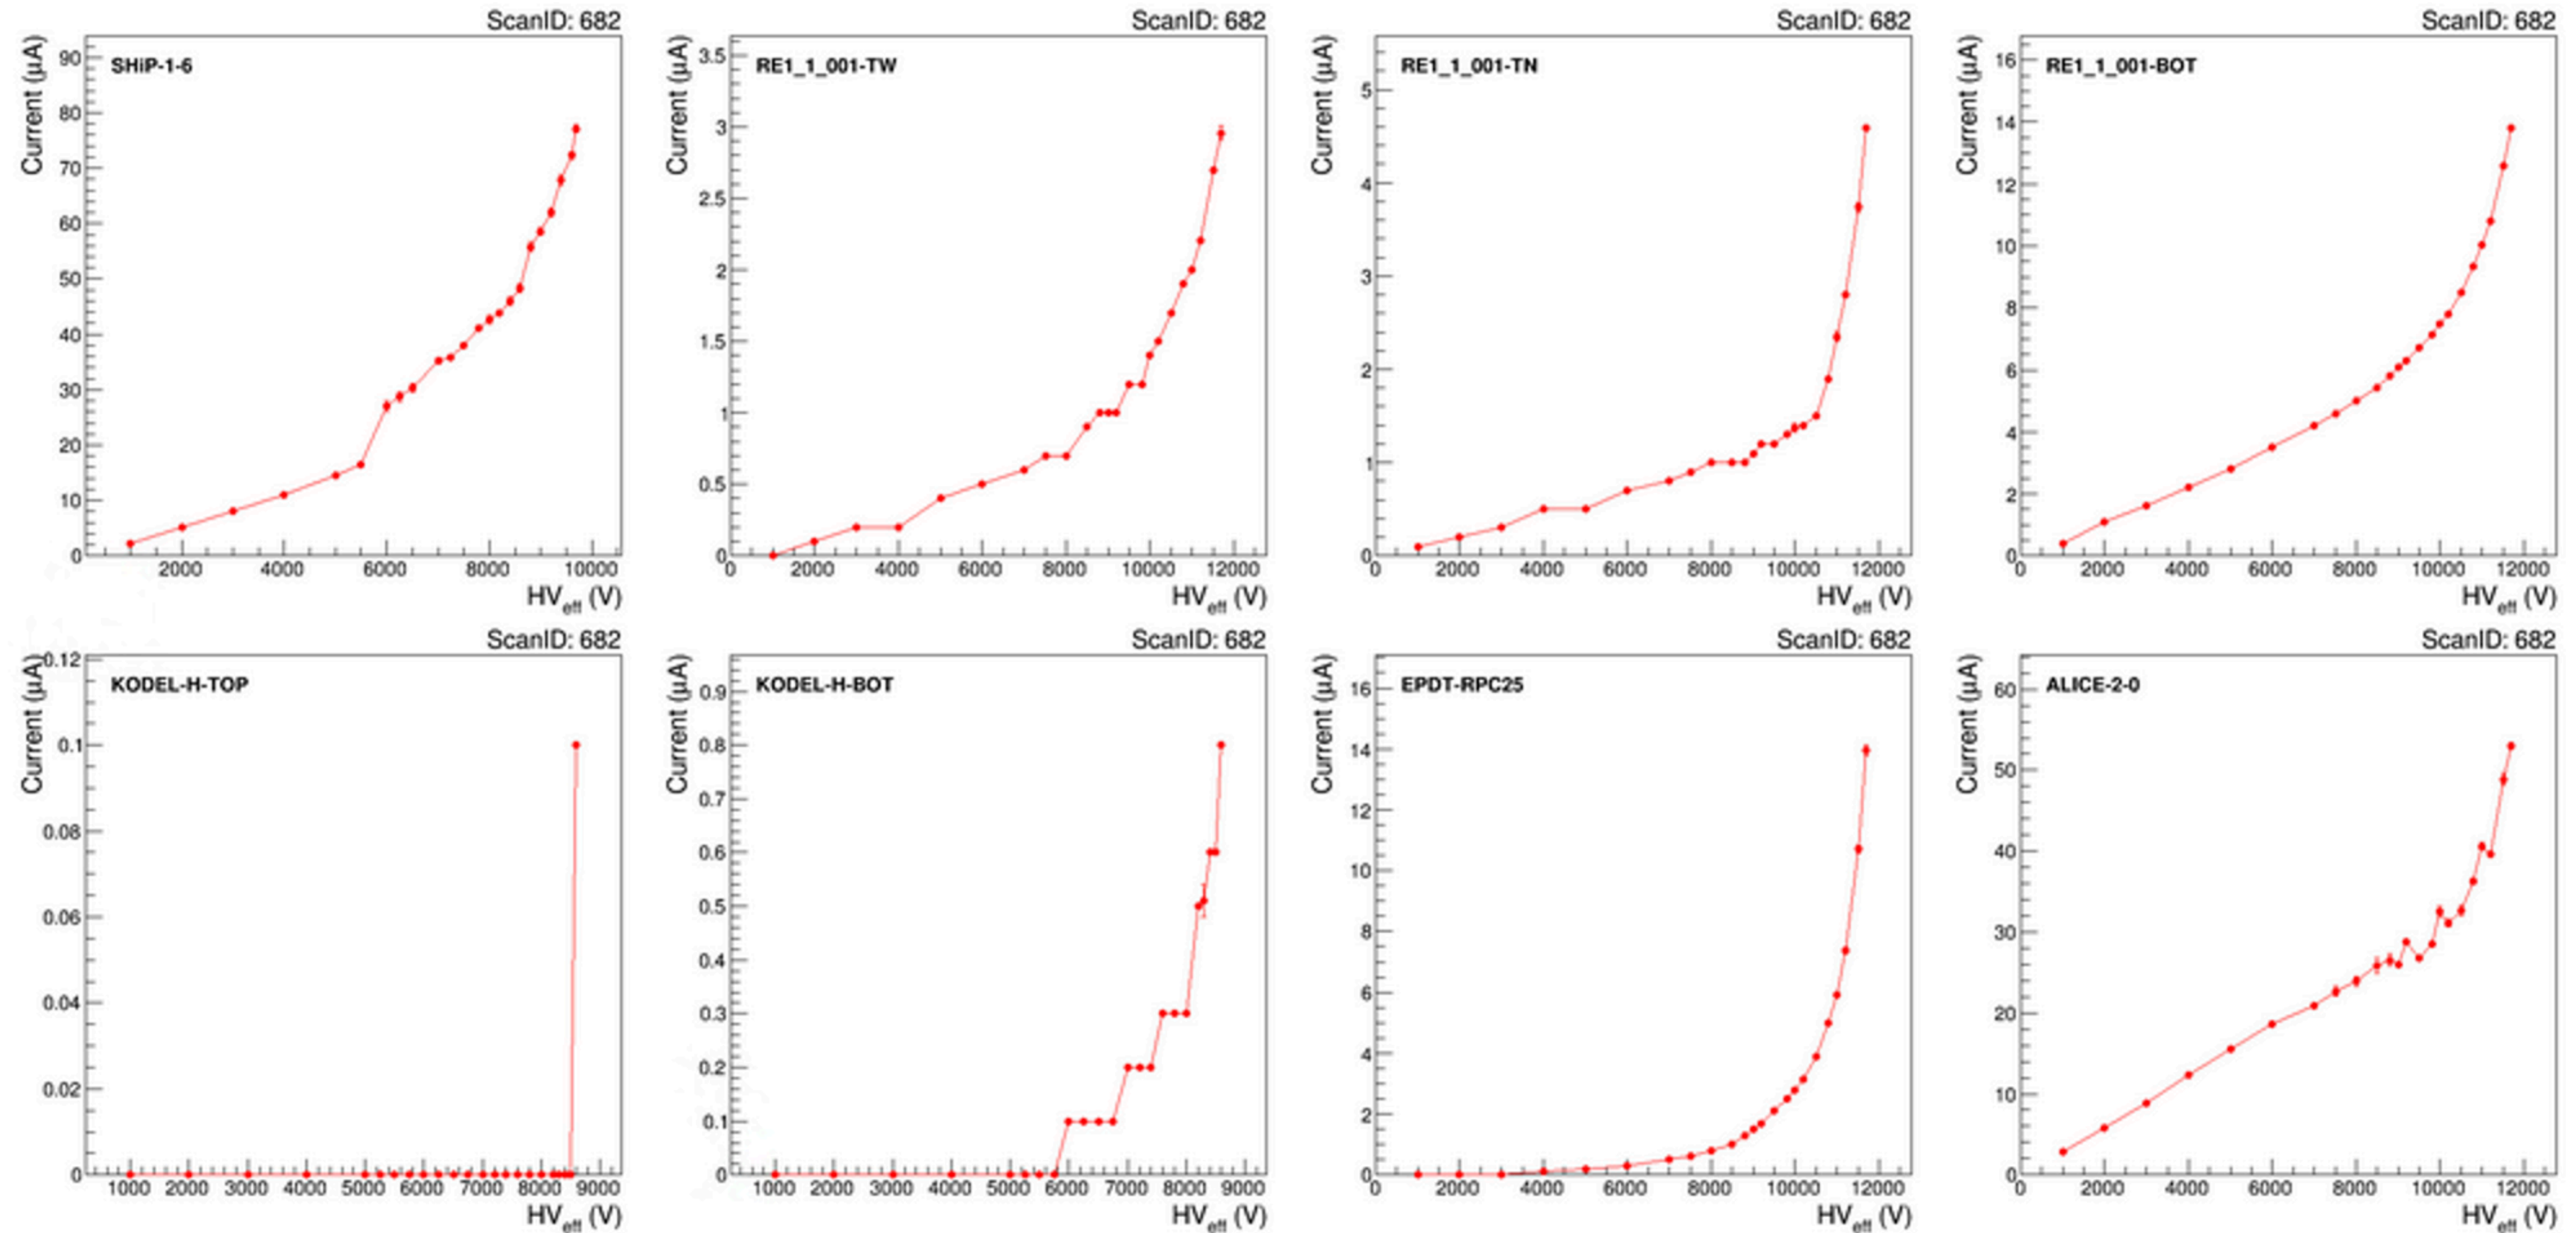 ScanID: 682
Current (μA)
SHiP-1-6
90
80
70
60
50
40
30
20
10
0
2000 4000 6000 8000 10000
HVeff (V)
ScanID: 682
Current (μA)
RE1_1_001-TW
3.5
3
2.5
2
1.5
1
0.5
0
0 2000 4000 6000 8000 10000 12000
HVeff (V)
ScanID: 682
Current (μA)
RE1_1_001-TN
5
4
3
2
1
0
0 2000 4000 6000 8000 10000 12000
HVeff (V)
ScanID: 682
Current (μA)
RE1_1_001-BOT
16
14
12
10
8
6
4
2
0
0 2000 4000 6000 8000 10000 12000
HVeff (V)
ScanID: 682
Current (μA)
KODEL-H-TOP
0.12
0.1
0.08
0.06
0.04
0.02
0
1000 2000 3000 4000 5000 6000 7000 8000 9000
HVeff (V)
ScanID: 682
Current (μA)
KODEL-H-BOT
0.9
0.8
0.7
0.6
0.5
0.4
0.3
0.2
0.1
0
1000 2000 3000 4000 5000 6000 7000 8000 9000
HVeff (V)
ScanID: 682
Current (μA)
EPDT-RPC25
16
14
12
10
8
6
4
2
0
0 2000 4000 6000 8000 10000 12000
HVeff (V)
ScanID: 682
Current (μA)
ALICE-2-0
60
50
40
30
20
10
0
0 2000 4000 6000 8000 10000 12000
HVeff (V)